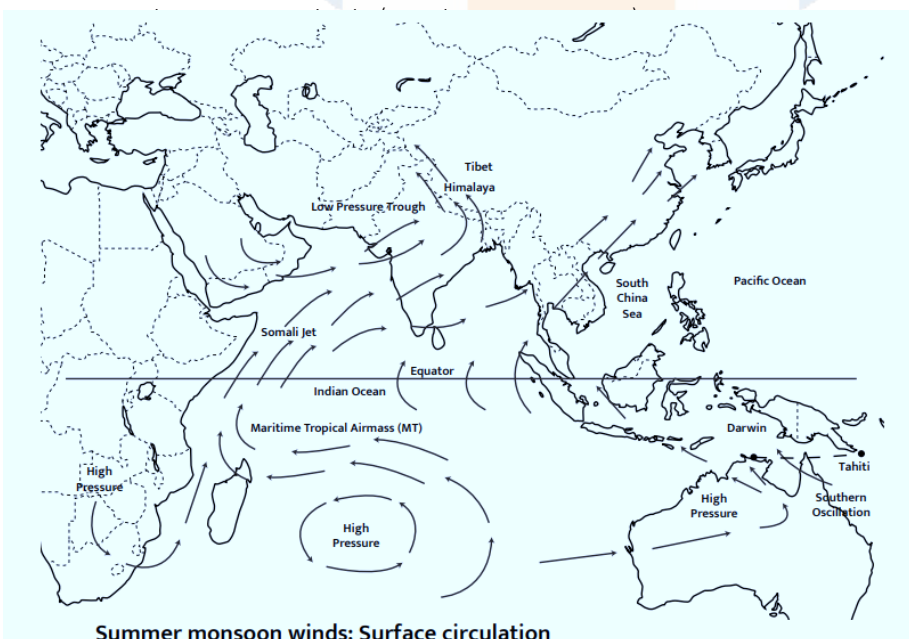 Tibet
Himalaya
Low Pressure Trough
South
China
Sea
Pacific Ocean
Somali Jet
Equator
Indian Ocean
Maritime Tropical Airmass (MT)
Darwin
High
Pressure
Tahiti
High
Pressure
Southern
Oscillation
High
Pressure
Summer monsoon winds: Surface circulation